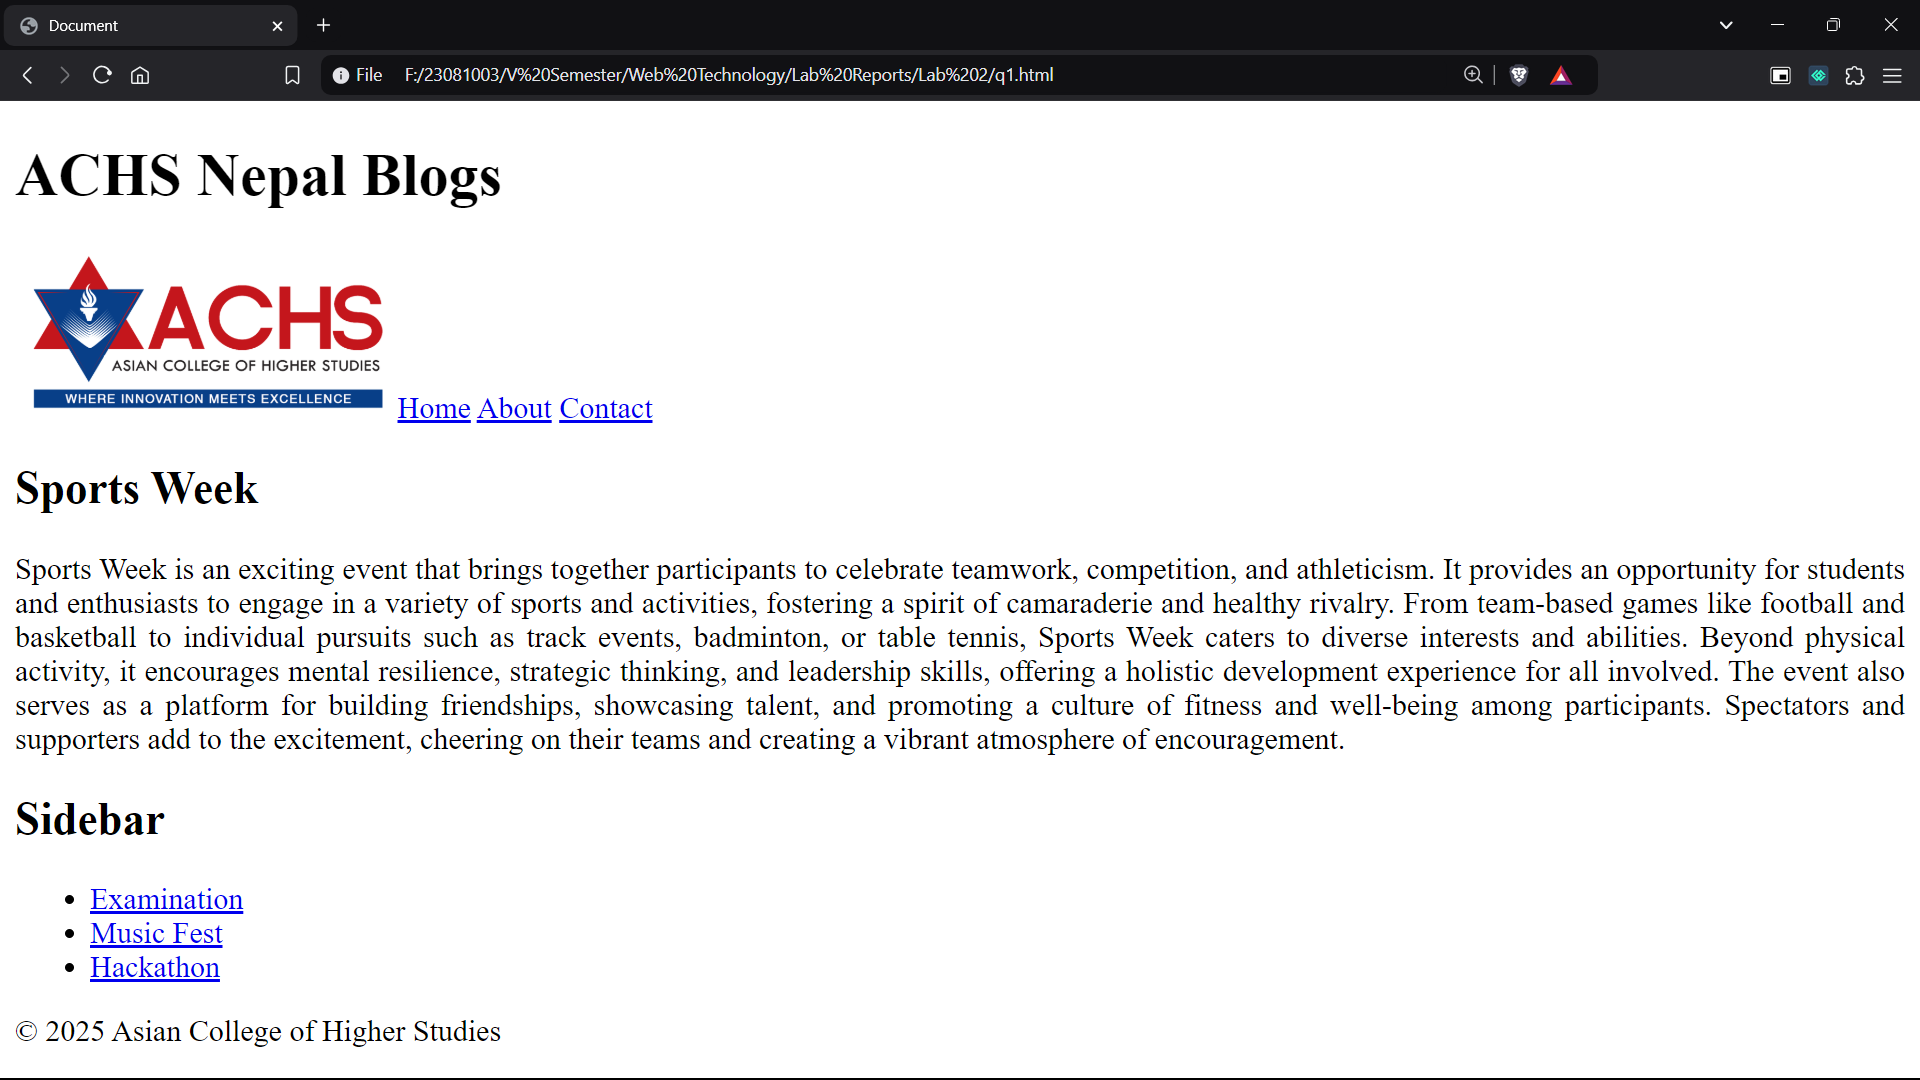 Document
File F:/23081003/V%20Semester/Web%20Technology/Lab%20Reports/Lab%202/q1.html
ACHS Nepal Blogs
ACHS
ASIAN COLLEGE OF HIGHER STUDIES
WHERE INNOVATION MEETS EXCELLENCE
Home About Contact
Sports Week
Sports Week is an exciting event that brings together participants to celebrate teamwork, competition, and athleticism. It provides an opportunity for students
and enthusiasts to engage in a variety of sports and activities, fostering a spirit of camaraderie and healthy rivalry. From team-based games like football and
basketball to individual pursuits such as track events, badminton, or table tennis, Sports Week caters to diverse interests and abilities. Beyond physical
activity, it encourages mental resilience, strategic thinking, and leadership skills, offering a holistic development experience for all involved. The event also
serves as a platform for building friendships, showcasing talent, and promoting a culture of fitness and well-being among participants. Spectators and
supporters add to the excitement, cheering on their teams and creating a vibrant atmosphere of encouragement.
Sidebar
• Examination
• Music Fest
• Hackathon
© 2025 Asian College of Higher Studies